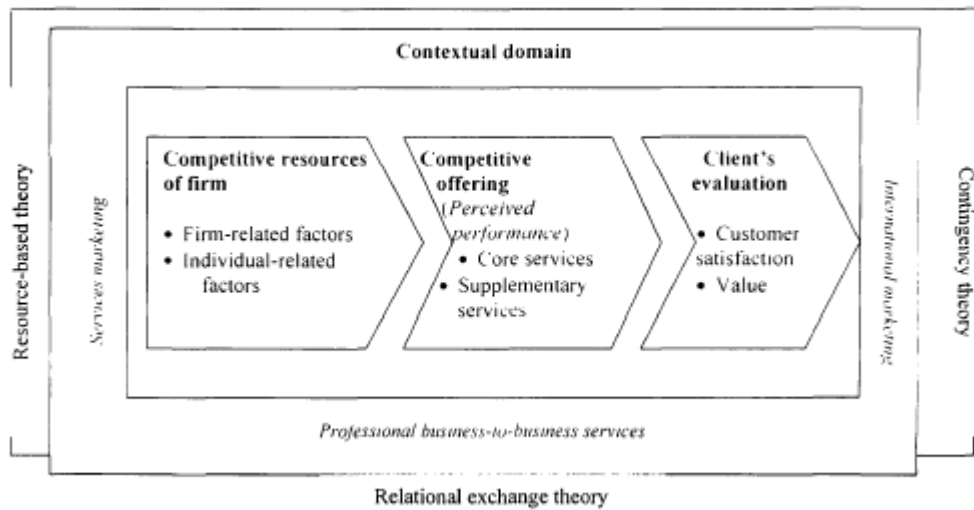 Contextual domain
Resource-based theory
Services marketing
Competitive resources
of firm
• Firm-related factors
• Individual-related
factors
Competitive
offering
(Perceived
performance)
• Core services
• Supplementary
services
Client's
evaluation
• Customer
satisfaction
• Value
International marketing
Contingency theory
Professional business-to-business services
Relational exchange theory